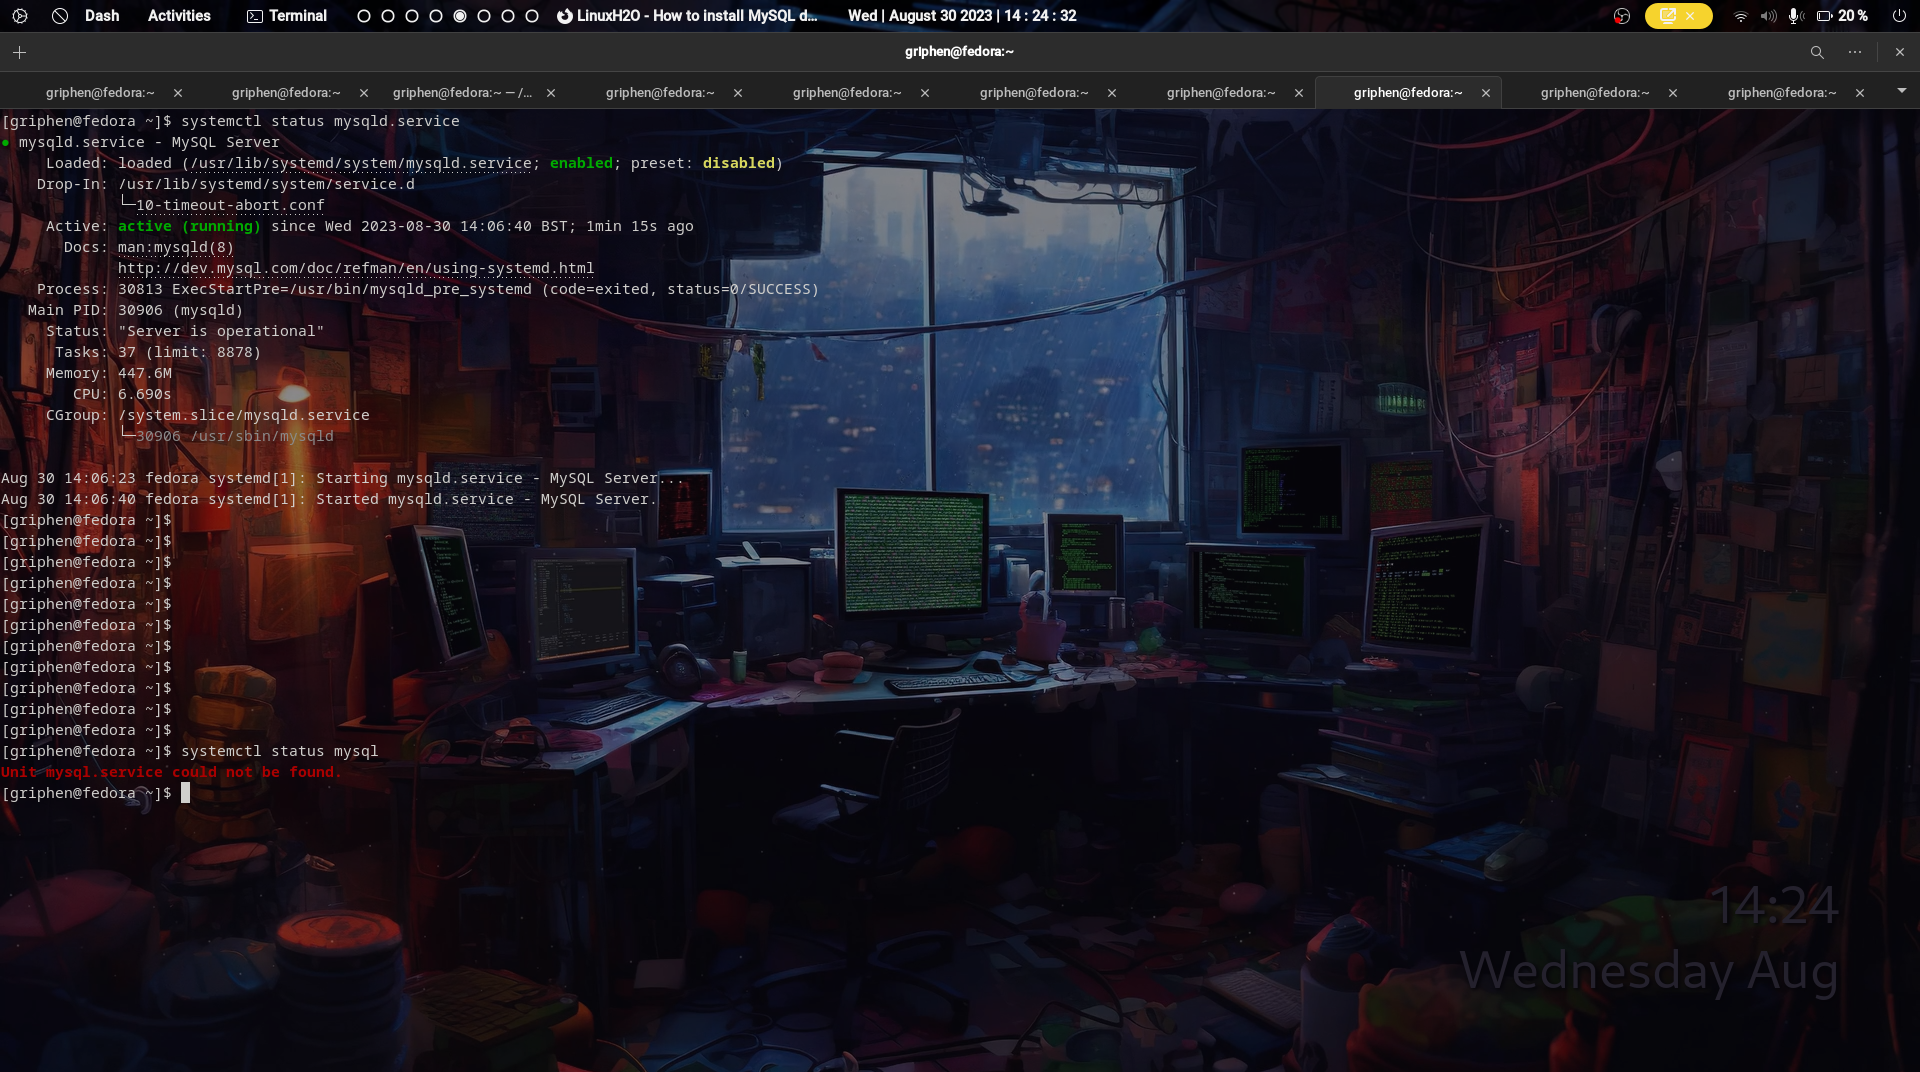 Dash Activities Terminal LinuxH2O - How to install MySQL d... Wed | August 30 2023 | 14 : 24 : 32 20 %
griphen@fedora:~
griphen@fedora:~ griphen@fedora:~ griphen@fedora:~ — /... griphen@fedora:~ griphen@fedora:~ griphen@fedora:~ griphen@fedora:~ griphen@fedora:~ griphen@fedora:~ griphen@fedora:~
[griphen@fedora ~]$ systemctl status mysqld.service
● mysqld.service - MySQL Server
Loaded: loaded (/usr/lib/systemd/system/mysqld.service; enabled; preset: disabled)
Drop-In: /usr/lib/systemd/system/service.d
└─10-timeout-abort.conf
Active: active (running) since Wed 2023-08-30 14:06:40 BST; 1min 15s ago
Docs: man:mysqld(8)
http://dev.mysql.com/doc/refman/en/using-systemd.html
Process: 30813 ExecStartPre=/usr/bin/mysqld_pre_systemd (code=exited, status=0/SUCCESS)
Main PID: 30906 (mysqld)
Status: "Server is operational"
Tasks: 37 (limit: 8878)
Memory: 447.6M
CPU: 6.690s
CGroup: /system.slice/mysqld.service
└─30906 /usr/sbin/mysqld
Aug 30 14:06:23 fedora systemd[1]: Starting mysqld.service - MySQL Server...
Aug 30 14:06:40 fedora systemd[1]: Started mysqld.service - MySQL Server.
[griphen@fedora ~]$
[griphen@fedora ~]$
[griphen@fedora ~]$
[griphen@fedora ~]$
[griphen@fedora ~]$
[griphen@fedora ~]$
[griphen@fedora ~]$
[griphen@fedora ~]$
[griphen@fedora ~]$
[griphen@fedora ~]$
[griphen@fedora ~]$
[griphen@fedora ~]$ systemctl status mysql
Unit mysql.service could not be found.
[griphen@fedora ~]$
14:24
Wednesday Aug